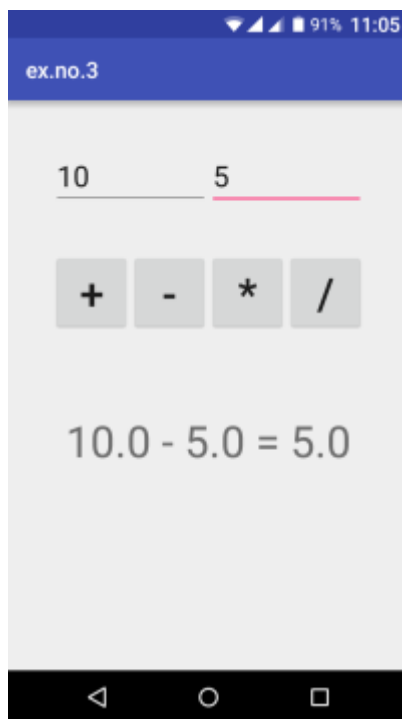 91% 11:05
ex.no.3
10 5
+ - * /
10.0 - 5.0 = 5.0